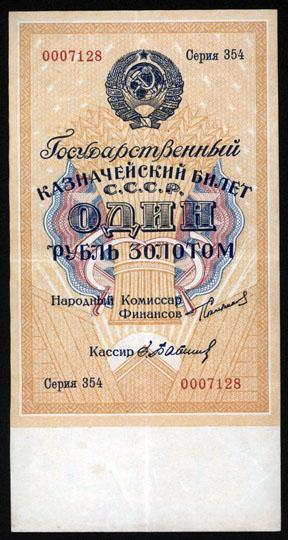 0007128 Серия 354
Государственный
КАЗНАЧЕЙСКИЙ БИЛЕТ
С.С.С.Р.
ОДИН
РУБЛЬ ЗОЛОТОМ
Народный Комиссар
Финансов
Кассир
Серия 354 0007128